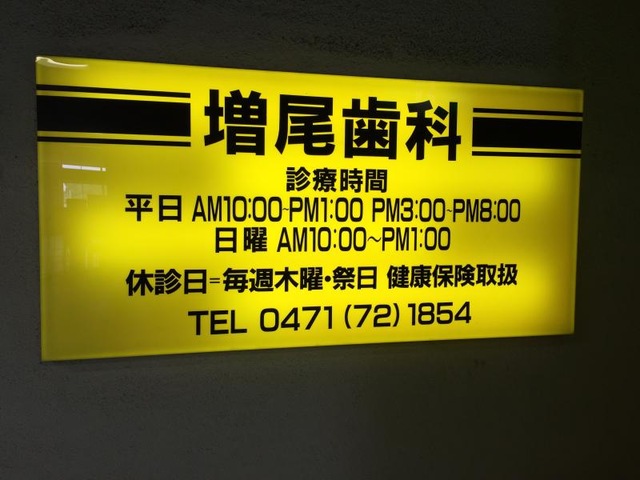 増尾歯科
診療時間
平日 AM10:00~PM1:00 PM3:00~PM8:00
日曜 AM10:00~PM1:00
休診日=毎週木曜・祭日 健康保険取扱
TEL 0471(72)1854